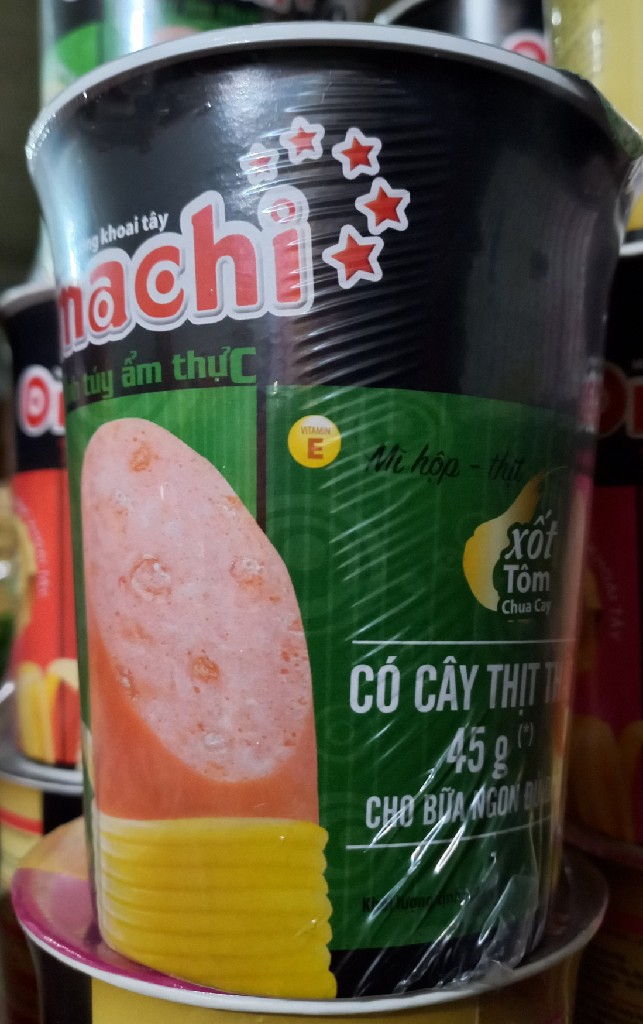 khoai tây
machi
túy ẩm thực
VITAMIN
E
Mì hộp - thịt
xốt
Tôm
Chua Cay
CÓ CÂY THỊT
45 g (*)
CHO BỮA NGON